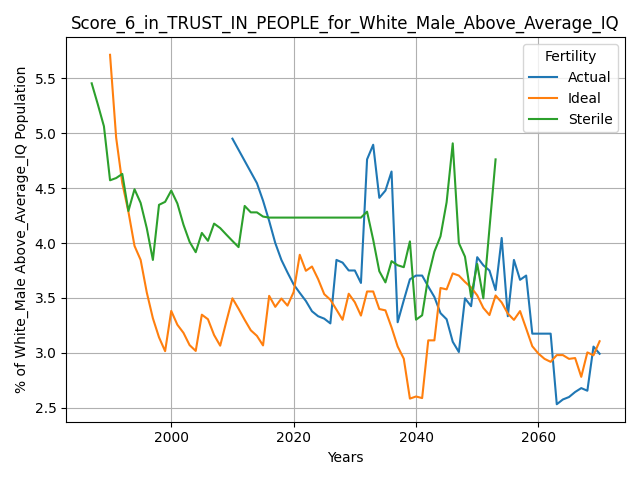 Score_6_in_TRUST_IN_PEOPLE_for_White_Male_Above_Average_IQ
% of White_Male Above_Average_IQ Population
5.5
5.0
4.5
4.0
3.5
3.0
2.5
Fertility
Actual
Ideal
Sterile
2000
2020
2040
2060
Years